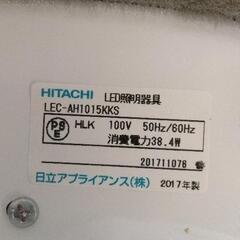 HITACHI LED照明器具
LEC-AH1015KKS
PSE HLK 100V 50Hz/60Hz
消費電力38.4W
201711076
日立アプライアンス(株) 2017年製